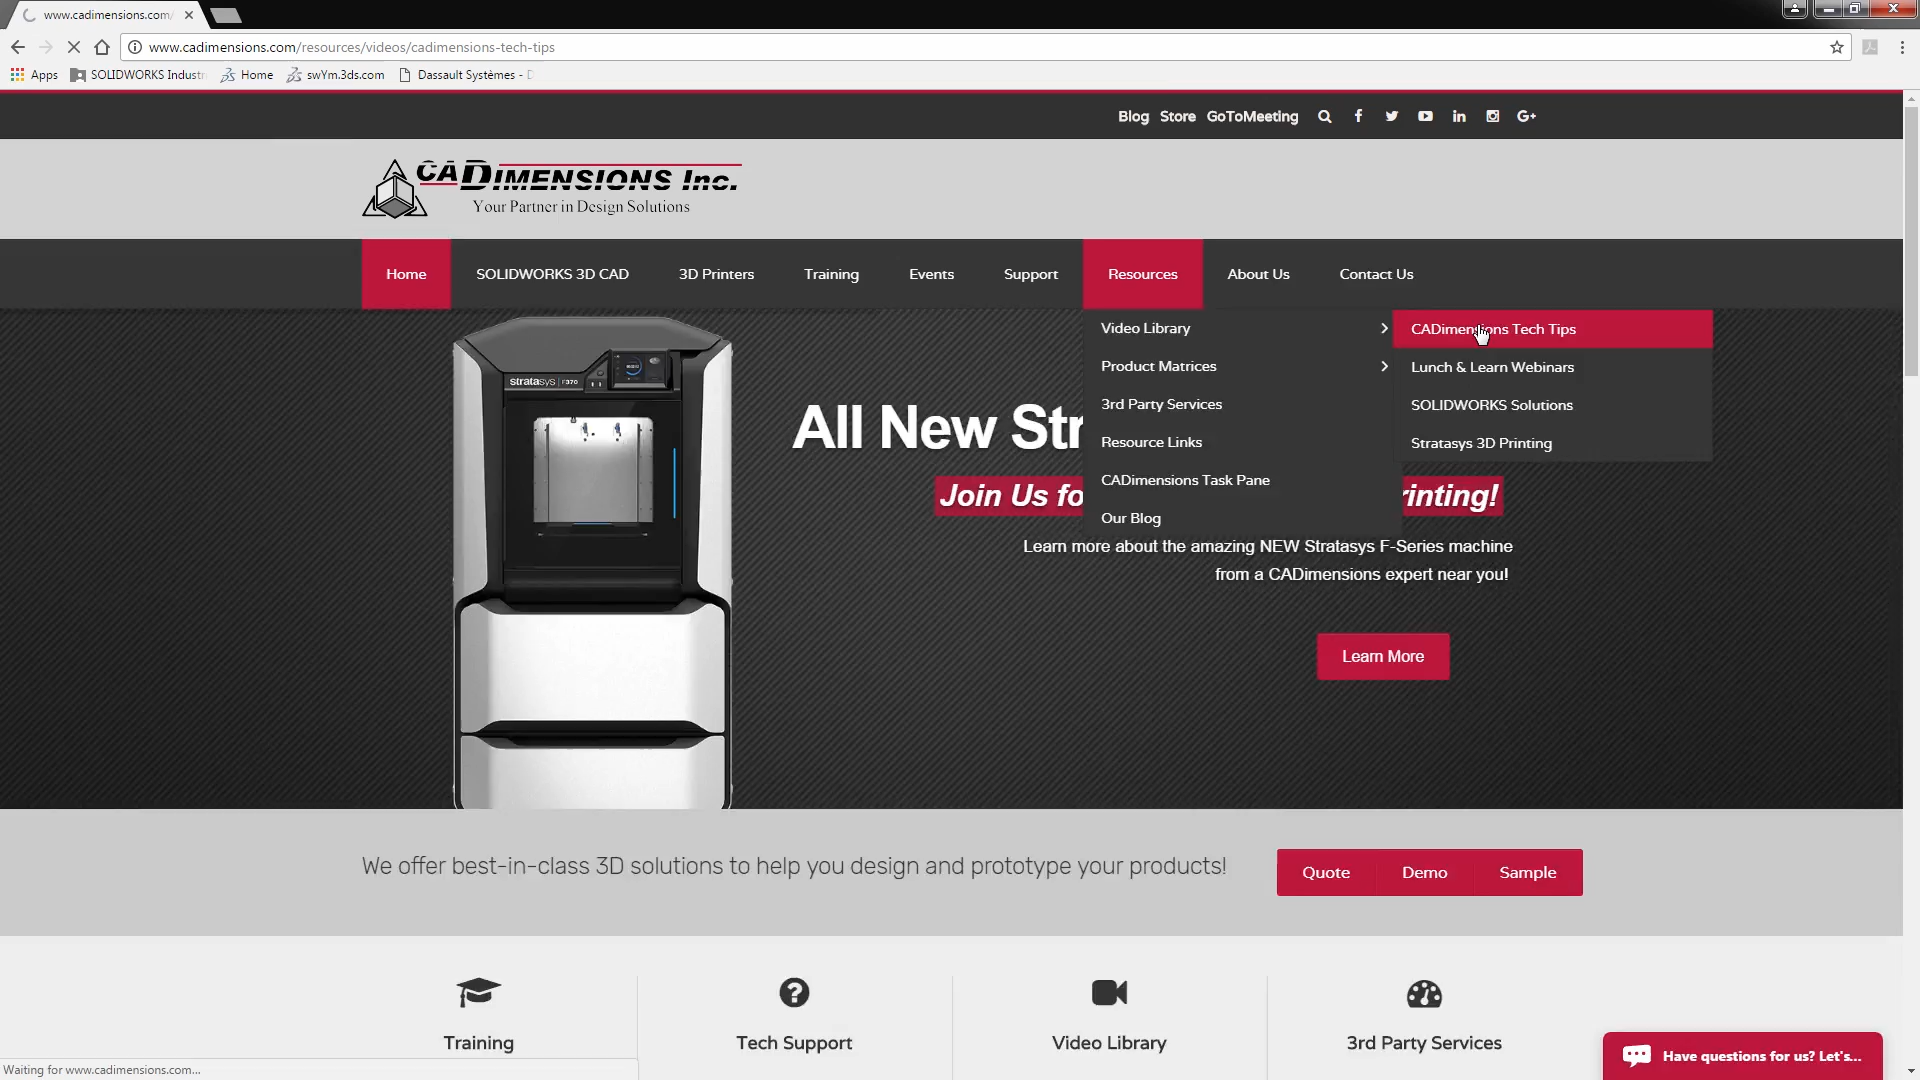 www.cadimensions.com/
www.cadimensions.com/resources/videos/cadimensions-tech-tips
Apps SOLIDWORKS Industr Home swYm.3ds.com Dassault Systèmes - D
Blog Store GoToMeeting
CADIMENSIONS Inc.
Your Partner in Design Solutions
Home SOLIDWORKS 3D CAD 3D Printers Training Events Support Resources About Us Contact Us
Video Library
Product Matrices
3rd Party Services
Resource Links
CADimensions Task Pane
Our Blog
CADimensions Tech Tips
Lunch & Learn Webinars
SOLIDWORKS Solutions
Stratasys 3D Printing
stratasys | F370
All New Str
Join Us fo rinting!
Learn more about the amazing NEW Stratasys F-Series machine
from a CADimensions expert near you!
Learn More
We offer best-in-class 3D solutions to help you design and prototype your products!
Quote Demo Sample
Training Tech Support Video Library 3rd Party Services
Have questions for us? Let's...
Waiting for www.cadimensions.com...